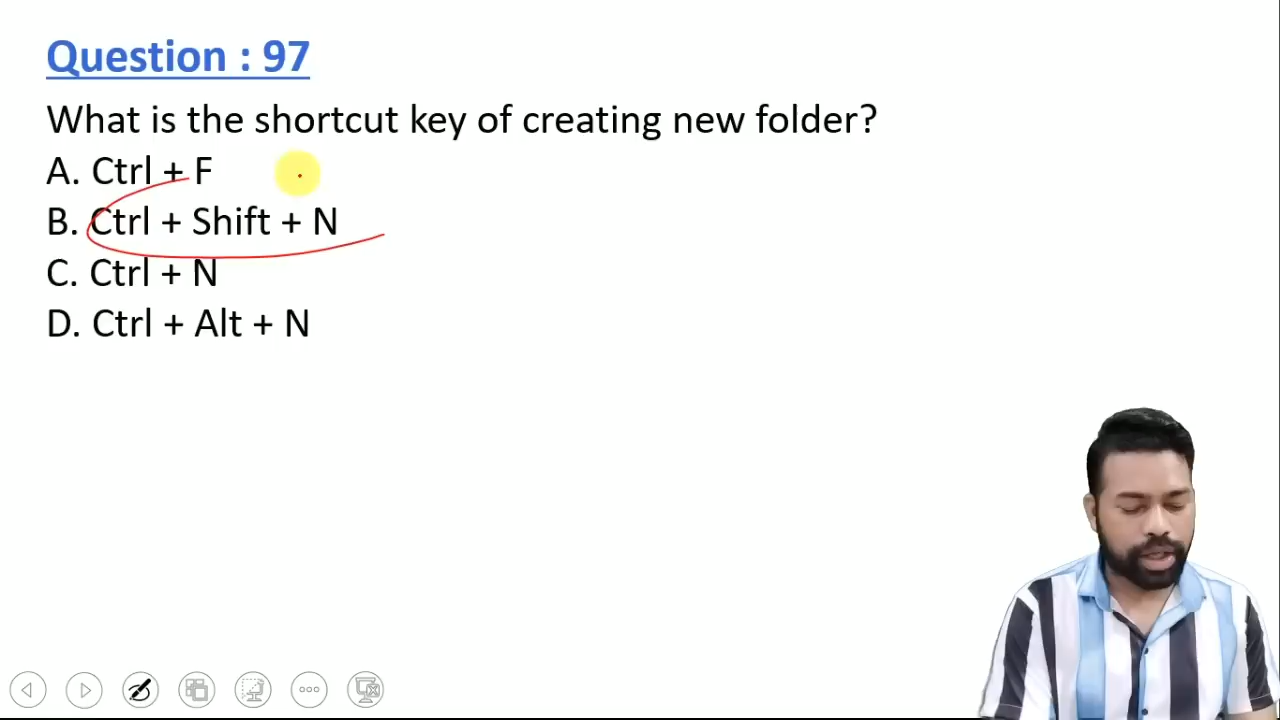 Question : 97
What is the shortcut key of creating new folder?
A. Ctrl + F
B. Ctrl + Shift + N
C. Ctrl + N
D. Ctrl + Alt + N